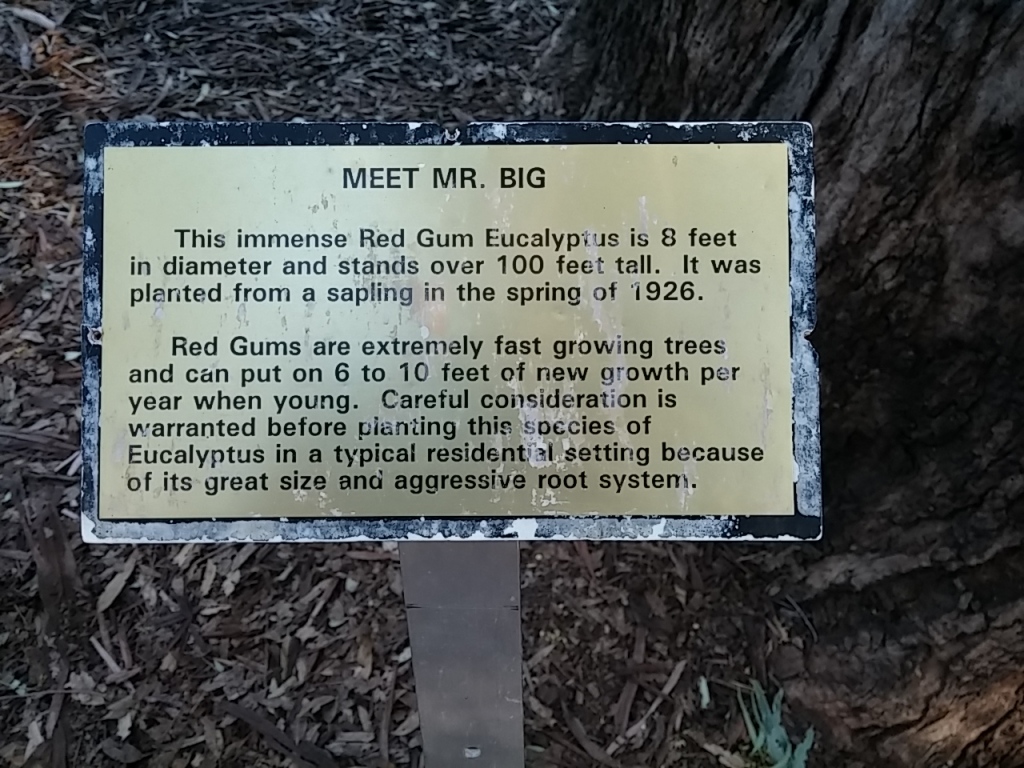 MEET MR. BIG
This immense Red Gum Eucalyptus is 8 feet
in diameter and stands over 100 feet tall. It was
planted from a sapling in the spring of 1926.
Red Gums are extremely fast growing trees
and can put on 6 to 10 feet of new growth per
year when young. Careful consideration is
warranted before planting this species of
Eucalyptus in a typical residential setting because
of its great size and aggressive root system.